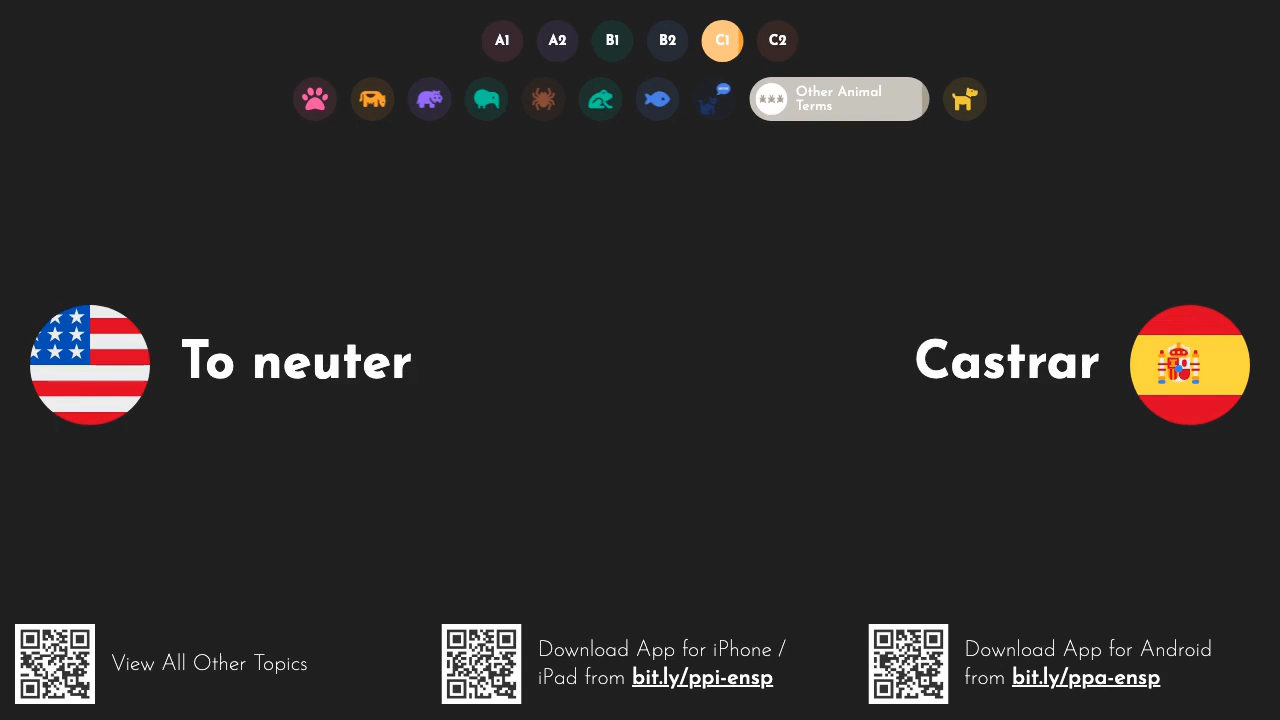 A1 A2 B1 B2 C1 C2
Other Animal
Terms
To neuter
Castrar
View All Other Topics
Download App for iPhone /
iPad from bit.ly/ppi-ensp
Download App for Android
from bit.ly/ppa-ensp